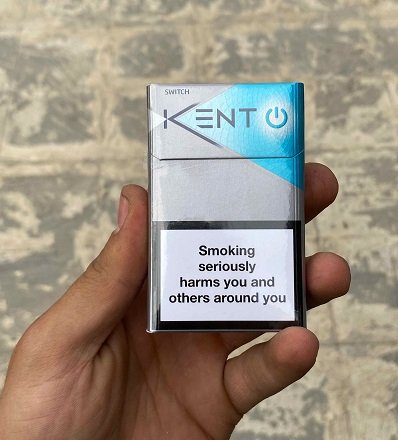 SWITCH
KENT
Smoking
seriously
harms you and
others around you